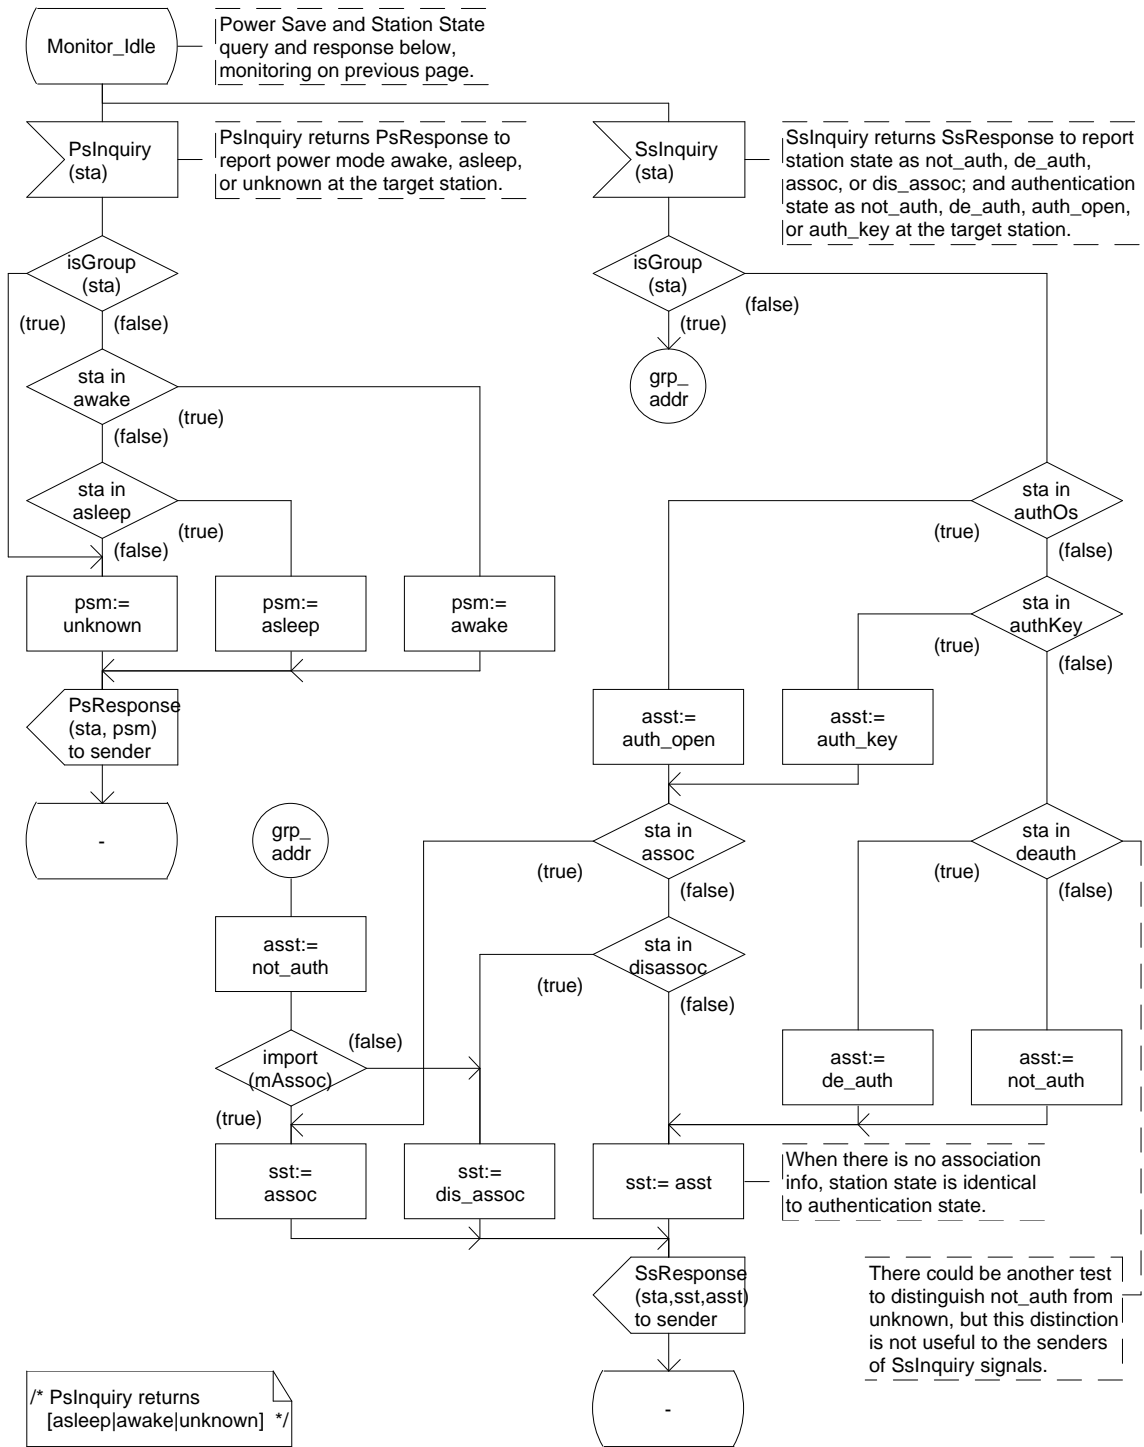 Monitor_Idle
Power Save and Station State
query and response below,
monitoring on previous page.
PsInquiry
(sta)
PsInquiry returns PsResponse to
report power mode awake, asleep,
or unknown at the target station.
SsInquiry
(sta)
SsInquiry returns SsResponse to report
station state as not_auth, de_auth,
assoc, or dis_assoc; and authentication
state as not_auth, de_auth, auth_open,
or auth_key at the target station.
isGroup
(sta)
(true)
(false)
isGroup
(sta)
(false)
(true)
grp_
addr
sta in
awake
(true)
(false)
sta in
asleep
(true)
(false)
sta in
authOs
(true)
(false)
psm:=
unknown
psm:=
asleep
psm:=
awake
sta in
authKey
(true)
(false)
PsResponse
(sta, psm)
to sender
asst:=
auth_open
asst:=
auth_key
-
grp_
addr
sta in
assoc
(true)
(false)
sta in
deauth
(true)
(false)
asst:=
not_auth
sta in
disassoc
(true)
(false)
import
(mAssoc)
(false)
(true)
asst:=
de_auth
asst:=
not_auth
sst:=
assoc
sst:=
dis_assoc
sst:= asst
When there is no association
info, station state is identical
to authentication state.
SsResponse
(sta,sst,asst)
to sender
There could be another test
to distinguish not_auth from
unknown, but this distinction
is not useful to the senders
of SsInquiry signals.
/* PsInquiry returns
[asleep|awake|unknown] */
-